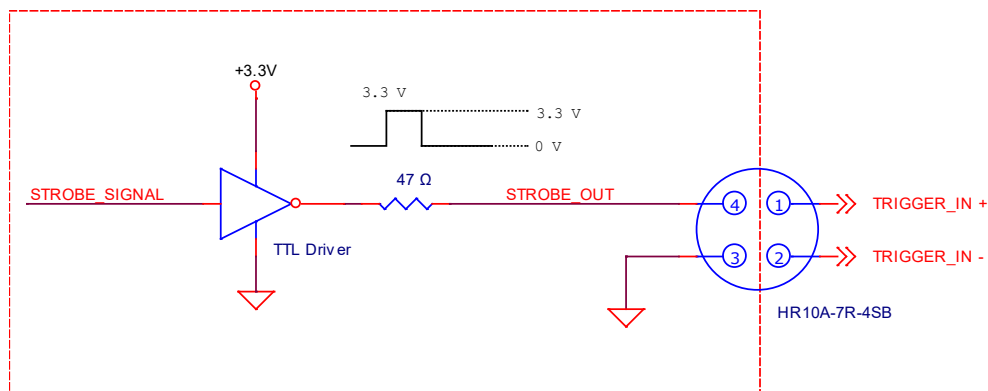 +3.3V
3.3 V
3.3 V
0 V
STROBE_SIGNAL
47 Ω
STROBE_OUT
4
1
TRIGGER_IN +
TTL Driver
3
2
TRIGGER_IN -
HR10A-7R-4SB